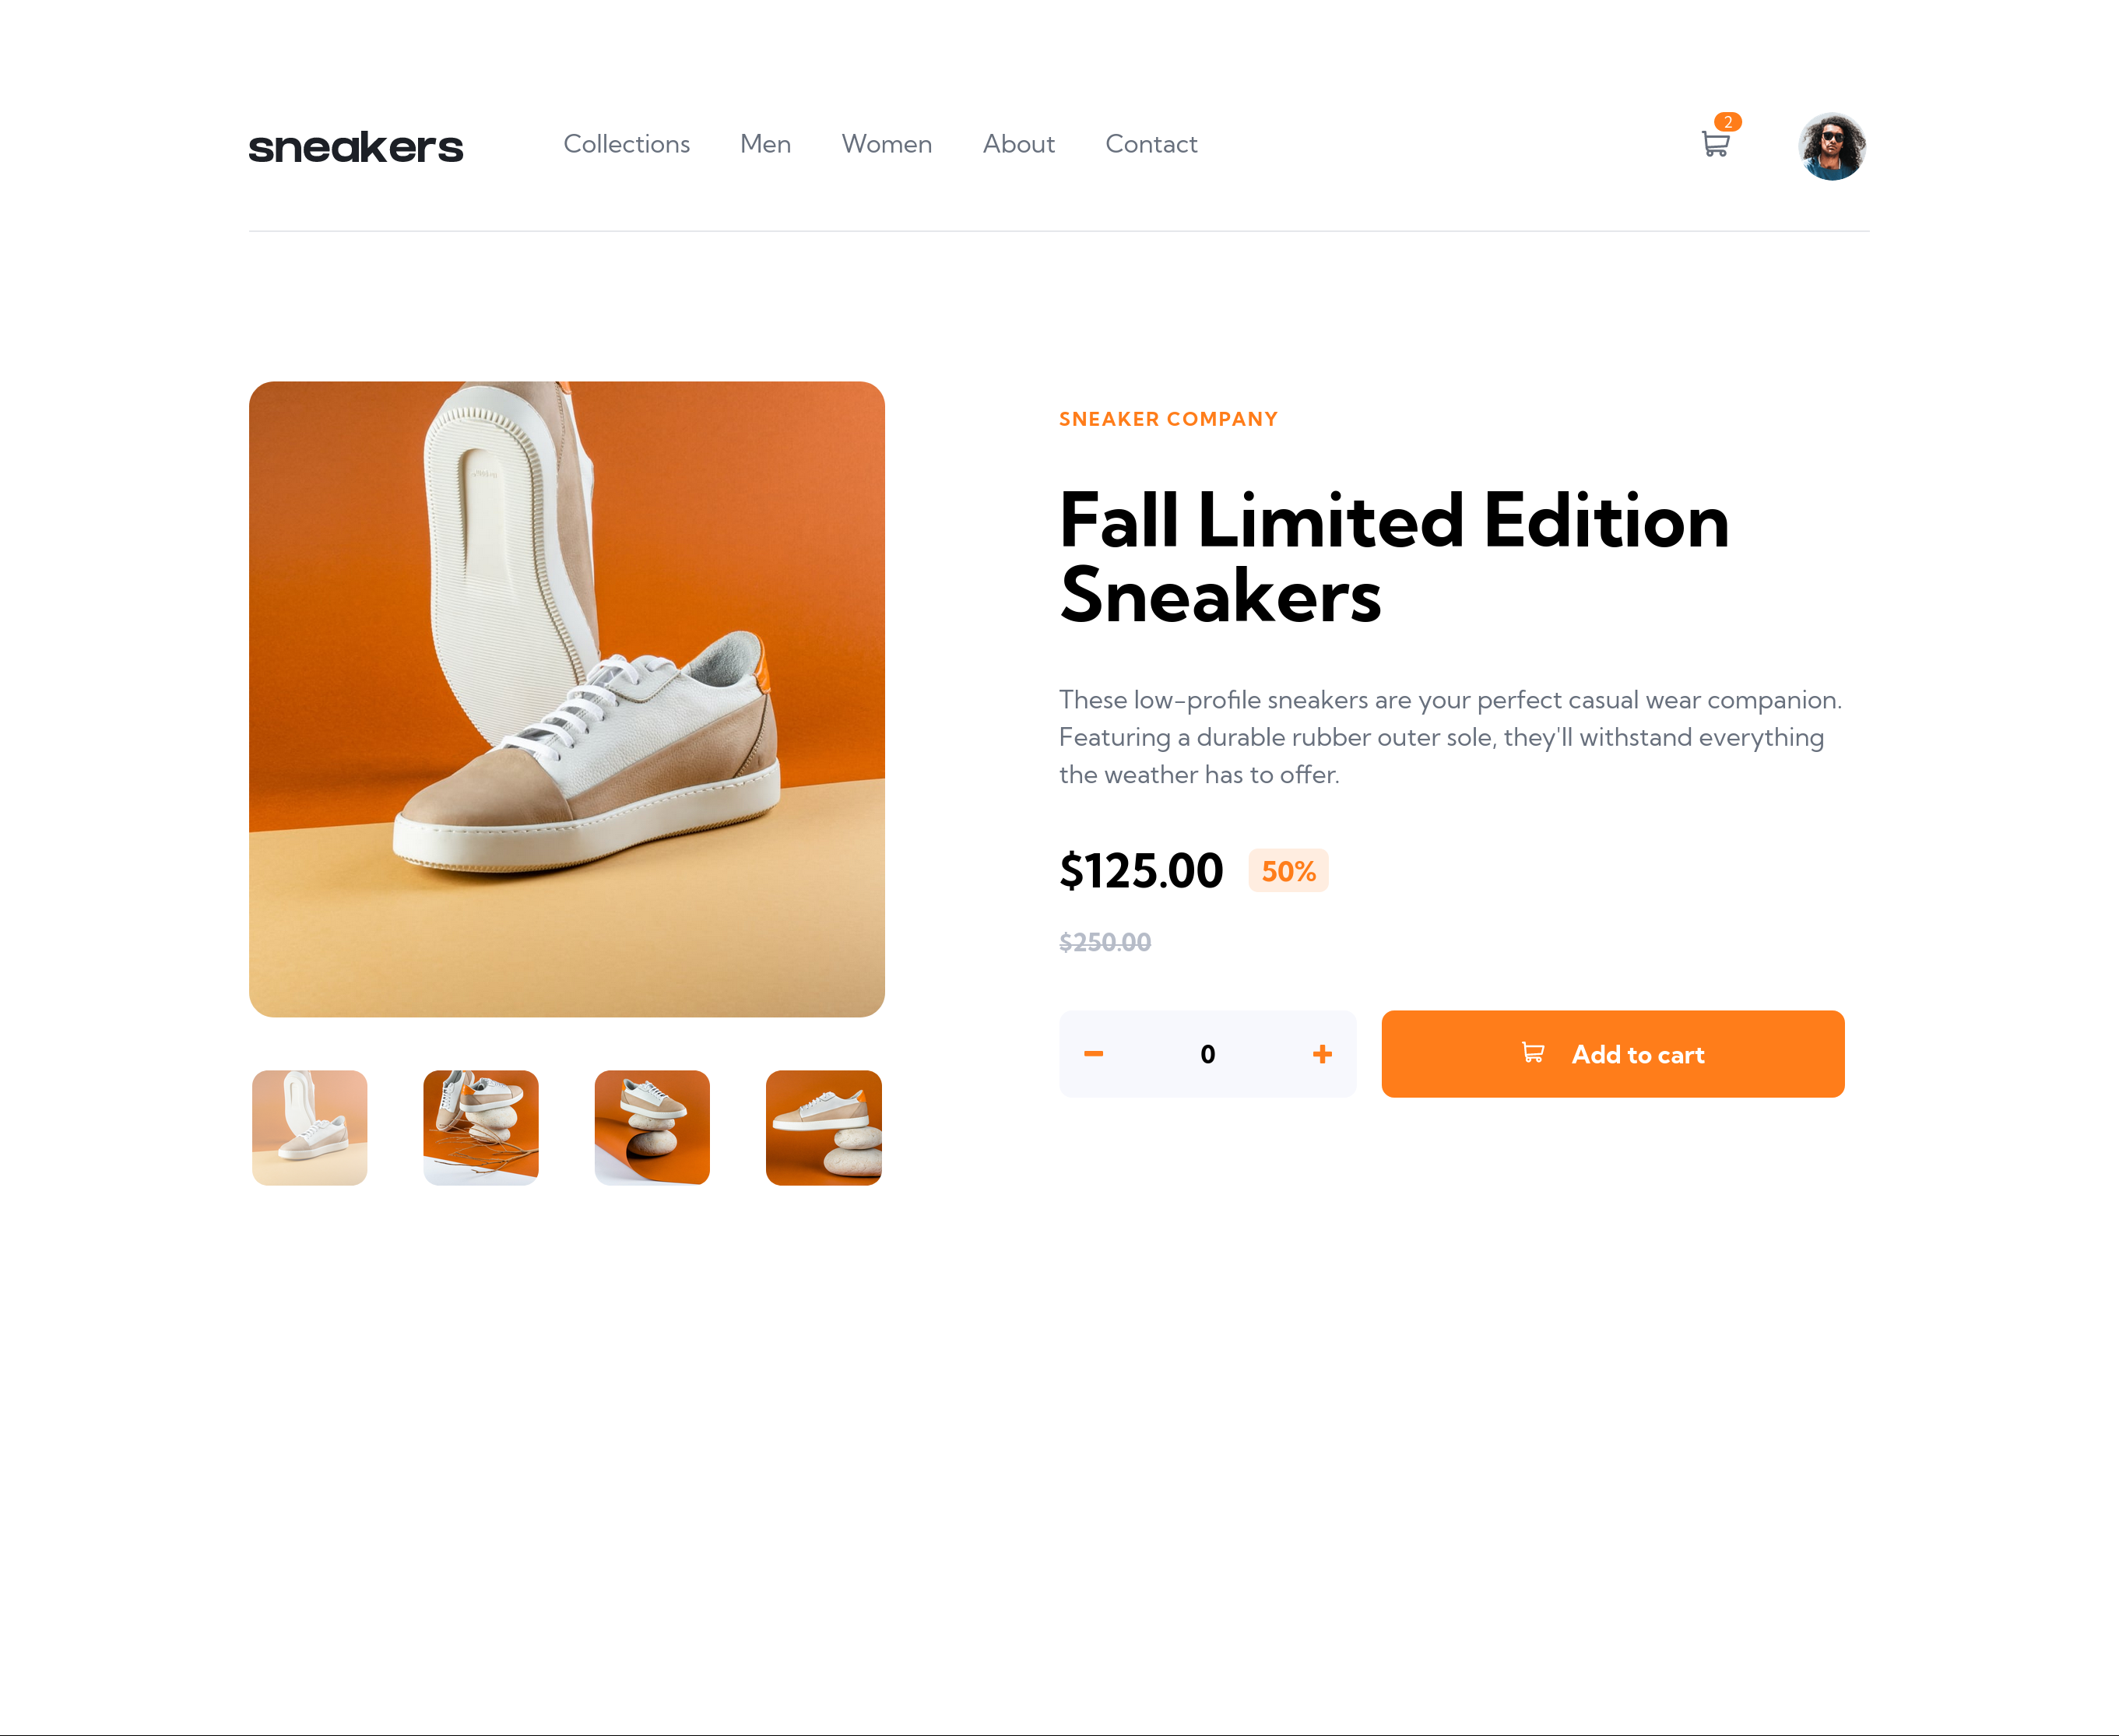 sneakers
Collections Men Women About Contact
2
SNEAKER COMPANY
Fall Limited Edition
Sneakers
These low-profile sneakers are your perfect casual wear companion.
Featuring a durable rubber outer sole, they'll withstand everything
the weather has to offer.
$125.00 50%
$250.00
0
Add to cart